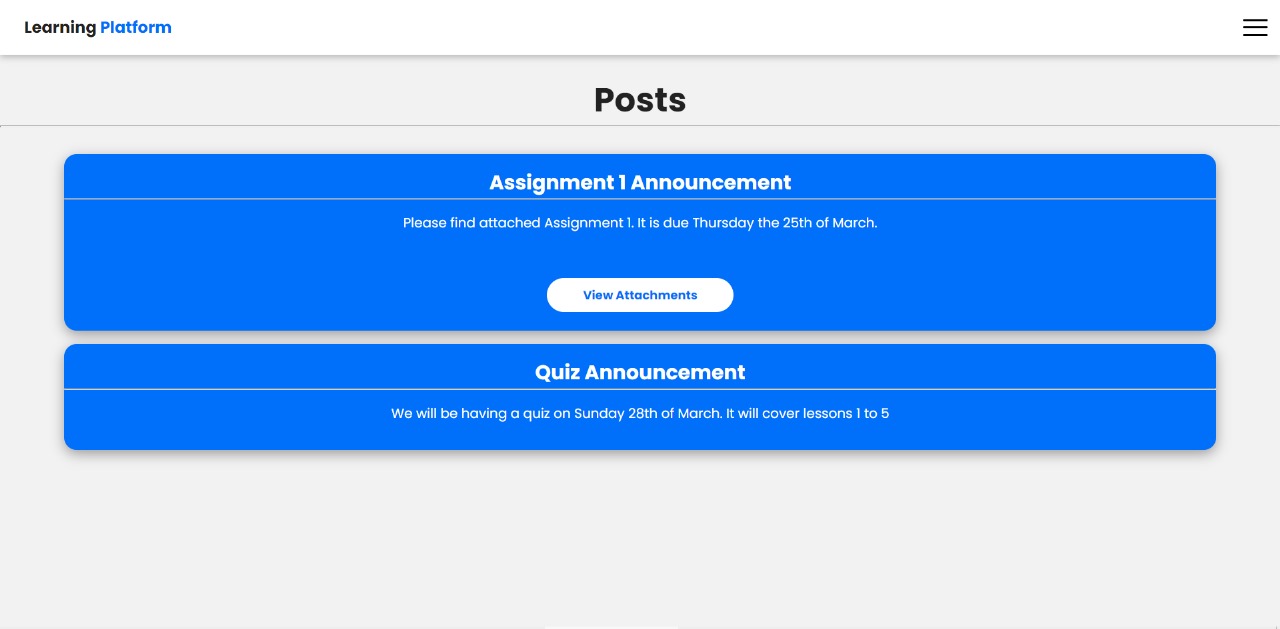 Learning Platform
Posts
Assignment 1 Announcement
Please find attached Assignment 1. It is due Thursday the 25th of March.
View Attachments
Quiz Announcement
We will be having a quiz on Sunday 28th of March. It will cover lessons 1 to 5